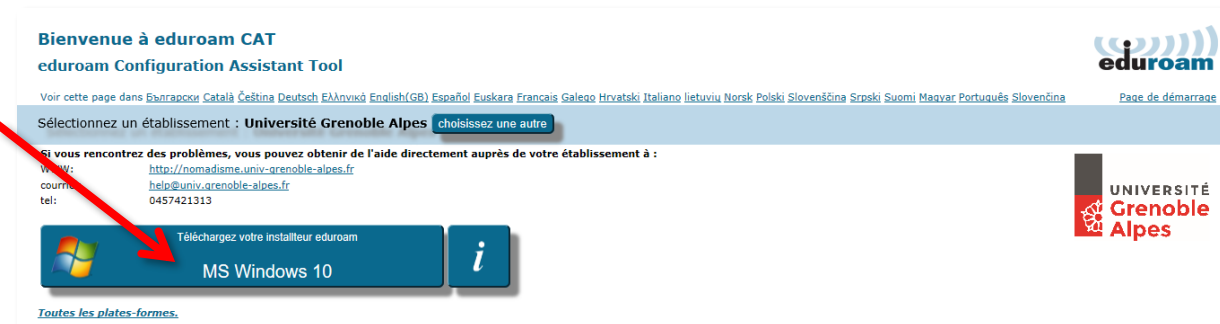 Bienvenue à eduroam CAT
eduroam Configuration Assistant Tool
eduroam
Voir cette page dans Български Català Čeština Deutsch Ελληνικά English(GB) Español Euskara Francais Galego Hrvatski Italiano lietuvių Norsk Polski Slovenščina Srpski Suomi Magyar Português Slovenčina
Page de démarrage
Sélectionnez un établissement : Université Grenoble Alpes choisissez une autre
Si vous rencontrez des problèmes, vous pouvez obtenir de l'aide directement auprès de votre établissement à :
WWW: http://nomadisme.univ-grenoble-alpes.fr
help@univ.grenoble-alpes.fr
tel: 0457421313
UNIVERSITÉ
Grenoble
Alpes
Téléchargez votre installteur eduroam
MS Windows 10
i
Toutes les plates-formes.